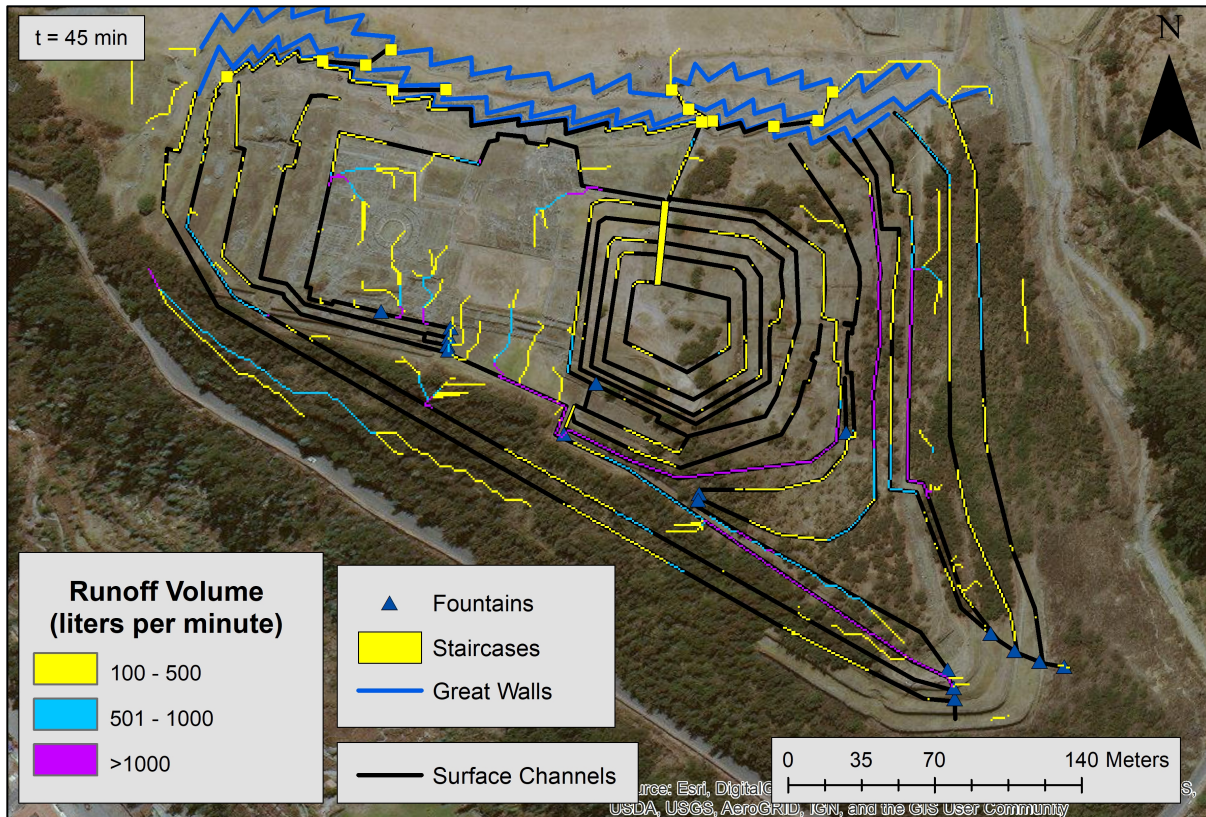 t = 45 min
N
Runoff Volume
(liters per minute)
100 - 500
501 - 1000
>1000
Fountains
Staircases
Great Walls
Surface Channels
0 35 70 140 Meters
urce: Esri, DigitalG S,
USDA, USGS, AeroGRID, IGN, and the GIS User Community